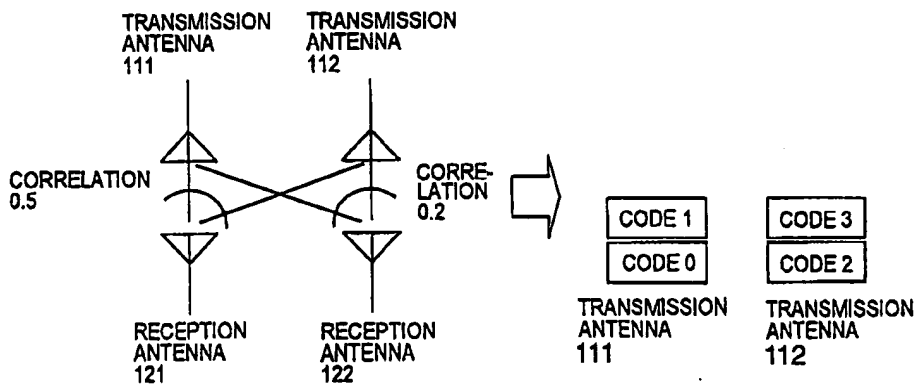 TRANSMISSION
ANTENNA
111
TRANSMISSION
ANTENNA
112
CORRELATION
0.5
CORRE-
LATION
0.2
RECEPTION
ANTENNA
121
RECEPTION
ANTENNA
122
CODE 1
CODE 0
TRANSMISSION
ANTENNA
111
CODE 3
CODE 2
TRANSMISSION
ANTENNA
112